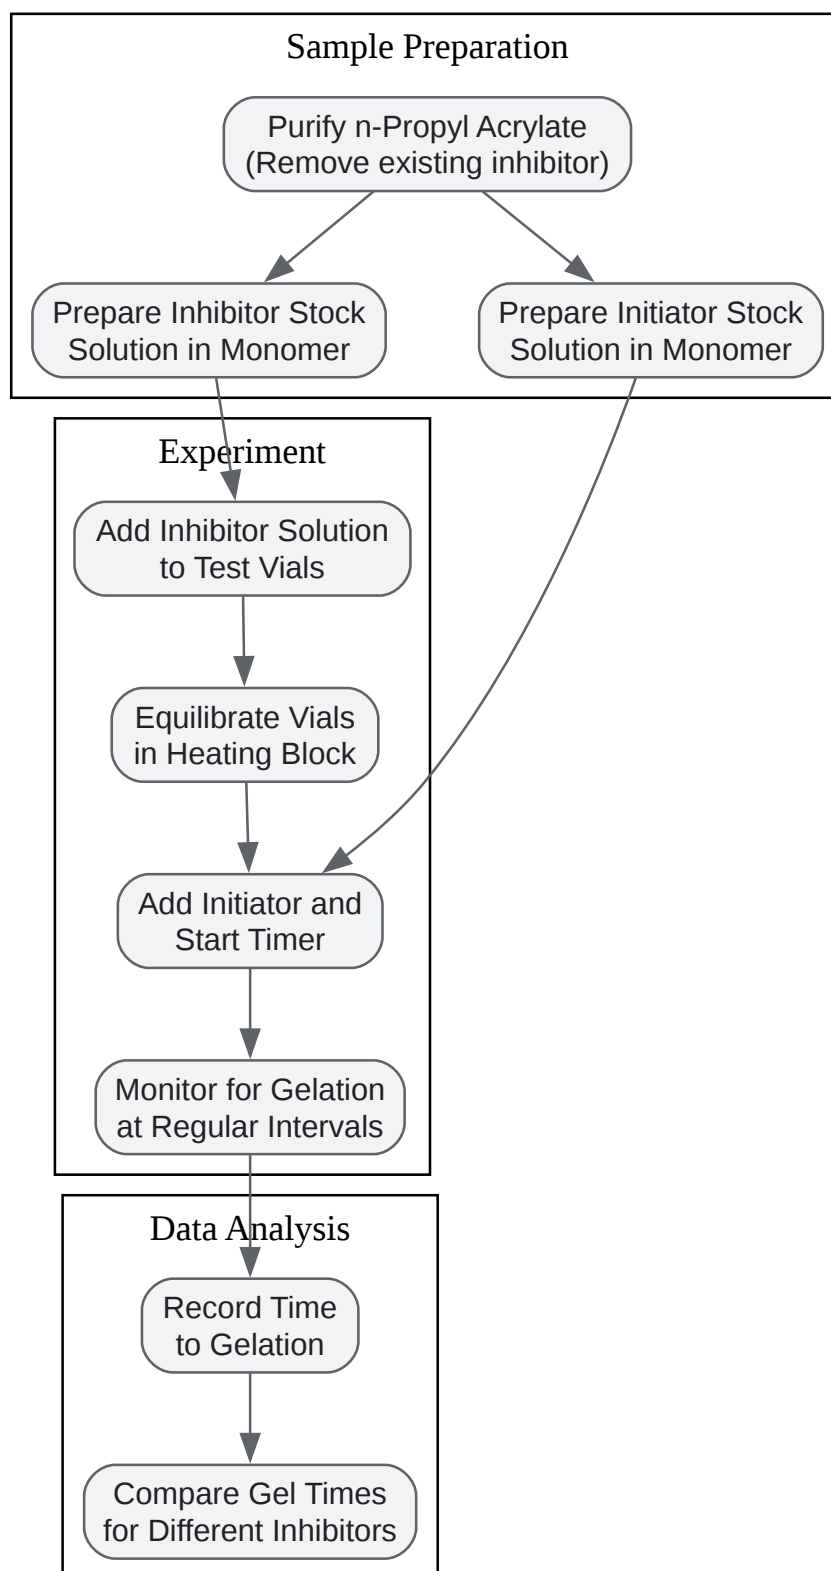 Sample Preparation
Purify n-Propyl Acrylate
(Remove existing inhibitor)
Prepare Inhibitor Stock
Solution in Monomer
Prepare Initiator Stock
Solution in Monomer
Experiment
Add Inhibitor Solution
to Test Vials
Equilibrate Vials
in Heating Block
Add Initiator and
Start Timer
Monitor for Gelation
at Regular Intervals
Data Analysis
Record Time
to Gelation
Compare Gel Times
for Different Inhibitors